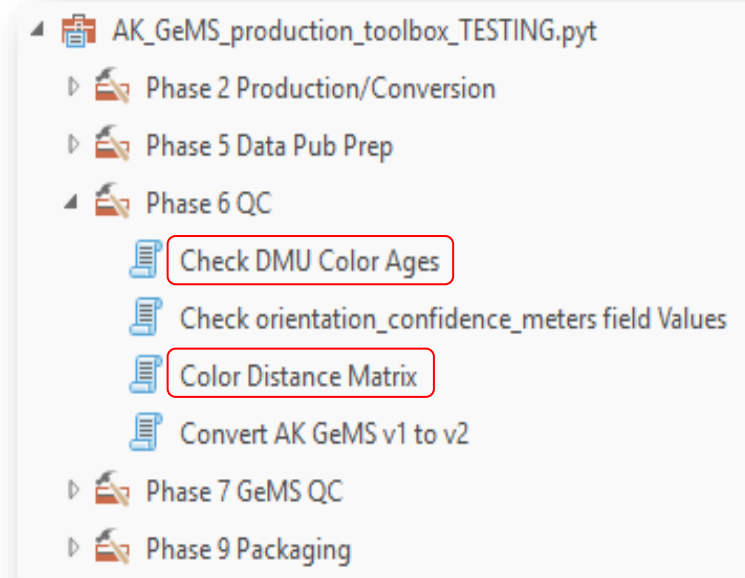 AK_GeMS_production_toolbox_TESTING.pyt
Phase 2 Production/Conversion
Phase 5 Data Pub Prep
Phase 6 QC
Check DMU Color Ages
Check orientation_confidence_meters field Values
Color Distance Matrix
Convert AK GeMS v1 to v2
Phase 7 GeMS QC
Phase 9 Packaging